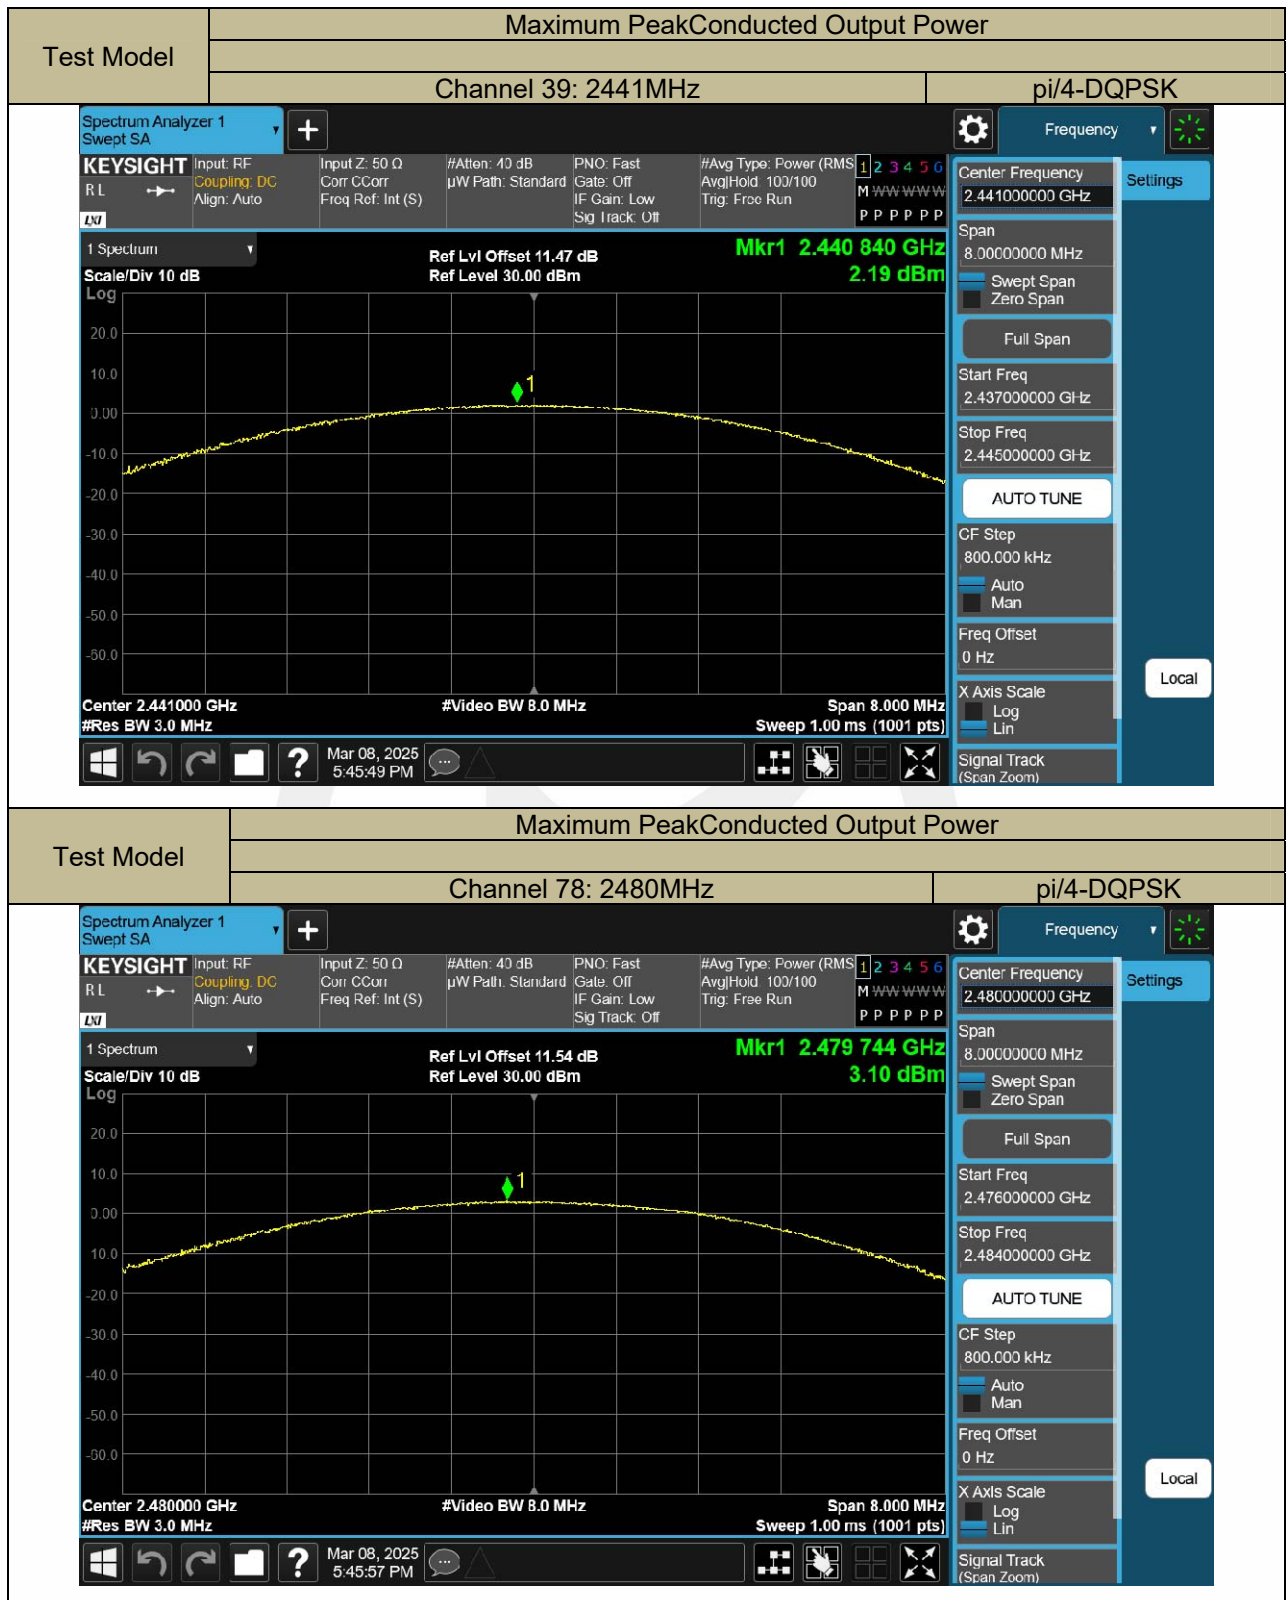 Test Model
Maximum PeakConducted Output Power
Channel 39: 2441MHz
pi/4-DQPSK
Spectrum Analyzer 1
Swept SA
+
Frequency
KEYSIGHT
R L
LXI
Input: RF
Coupling: DC
Align: Auto
Input Z: 50 Ω
Corr CCorr
Freq Ref: Int (S)
#Atten: 40 dB
µW Path: Standard
PNO: Fast
Gate: Off
IF Gain: Low
Sig Track: Off
#Avg Type: Power (RMS
Avg|Hold: 100/100
Trig: Free Run
1 2 3 4 5 6
M W W W W W
P P P P P P
Center Frequency
2.441000000 GHz
Settings
1 Spectrum
Scale/Div 10 dB
Log
Ref Lvl Offset 11.47 dB
Ref Level 30.00 dBm
Mkr1 2.440 840 GHz
2.19 dBm
Span
8.00000000 MHz
Swept Span
Zero Span
Full Span
Start Freq
2.437000000 GHz
Stop Freq
2.445000000 GHz
AUTO TUNE
CF Step
800.000 kHz
Auto
Man
Freq Offset
0 Hz
X Axis Scale
Log
Lin
Signal Track
(Span Zoom)
Local
20.0
10.0
0.00
-10.0
-20.0
-30.0
-40.0
-50.0
-60.0
1
Center 2.441000 GHz
#Res BW 3.0 MHz
#Video BW 8.0 MHz
Span 8.000 MHz
Sweep 1.00 ms (1001 pts)
?
Mar 08, 2025
5:45:49 PM
Test Model
Maximum PeakConducted Output Power
Channel 78: 2480MHz
pi/4-DQPSK
Spectrum Analyzer 1
Swept SA
+
Frequency
KEYSIGHT
R L
LXI
Input: RF
Coupling: DC
Align: Auto
Input Z: 50 Ω
Corr CCorr
Freq Ref: Int (S)
#Atten: 40 dB
µW Path: Standard
PNO: Fast
Gate: Off
IF Gain: Low
Sig Track: Off
#Avg Type: Power (RMS
Avg|Hold: 100/100
Trig: Free Run
1 2 3 4 5 6
M W W W W W
P P P P P P
Center Frequency
2.480000000 GHz
Settings
1 Spectrum
Scale/Div 10 dB
Log
Ref Lvl Offset 11.54 dB
Ref Level 30.00 dBm
Mkr1 2.479 744 GHz
3.10 dBm
Span
8.00000000 MHz
Swept Span
Zero Span
Full Span
Start Freq
2.476000000 GHz
Stop Freq
2.484000000 GHz
AUTO TUNE
CF Step
800.000 kHz
Auto
Man
Freq Offset
0 Hz
X Axis Scale
Log
Lin
Signal Track
(Span Zoom)
Local
20.0
10.0
0.00
-10.0
-20.0
-30.0
-40.0
-50.0
-60.0
1
Center 2.480000 GHz
#Res BW 3.0 MHz
#Video BW 8.0 MHz
Span 8.000 MHz
Sweep 1.00 ms (1001 pts)
?
Mar 08, 2025
5:45:57 PM